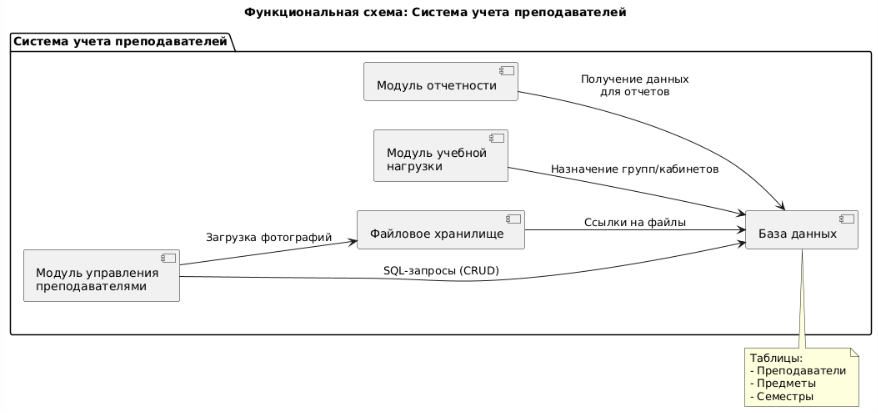 Функциональная схема: Система учета преподавателей
Система учета преподавателей
Модуль отчетности
Получение данных
для отчетов
Модуль учебной
нагрузки
Назначение групп/кабинетов
Файловое хранилище
Ссылки на файлы
База данных
Загрузка фотографий
Модуль управления
преподавателями
SQL-запросы (CRUD)
Таблицы:
- Преподаватели
- Предметы
- Семестры